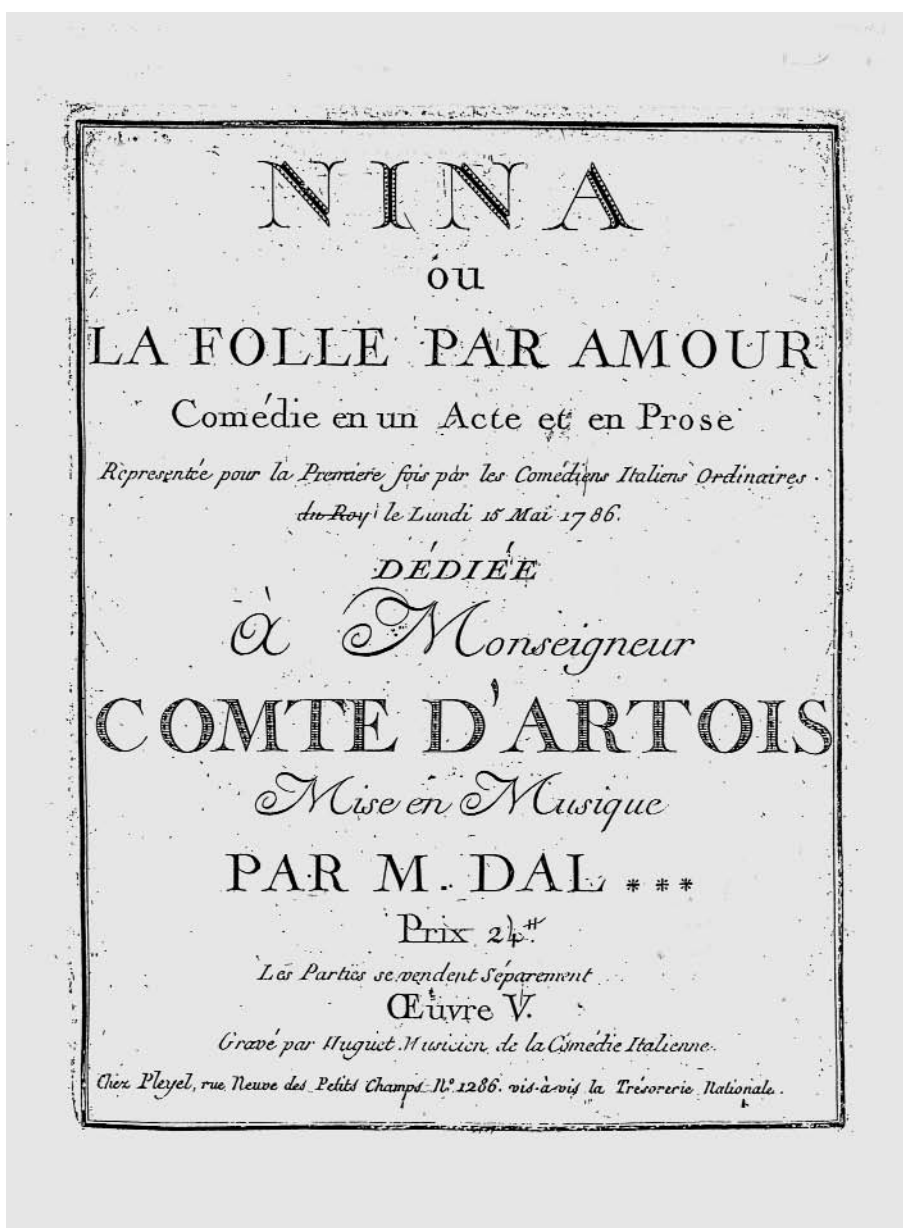 NINA
óu
LA FOLLE PAR AMOUR
Comédie en un Acte et en Prose
Représentée pour la Premiere fois par les Comédiens Italiens Ordinaires
du Roy le Lundi 15 Mai 1786.
DÉDIÉE
À Monseigneur
COMTE D'ARTOIS
Mise en Musique
PAR M. DAL ***
Prix 24#
Les Parties se vendent Séparement
Œuvre V.
Gravé par Huguet Musicien de la Comédie Italienne.
Chez Pleyel, rue Neuve des Petits Champs N.º 1286. vis-à-vis la Trésorerie Nationale.